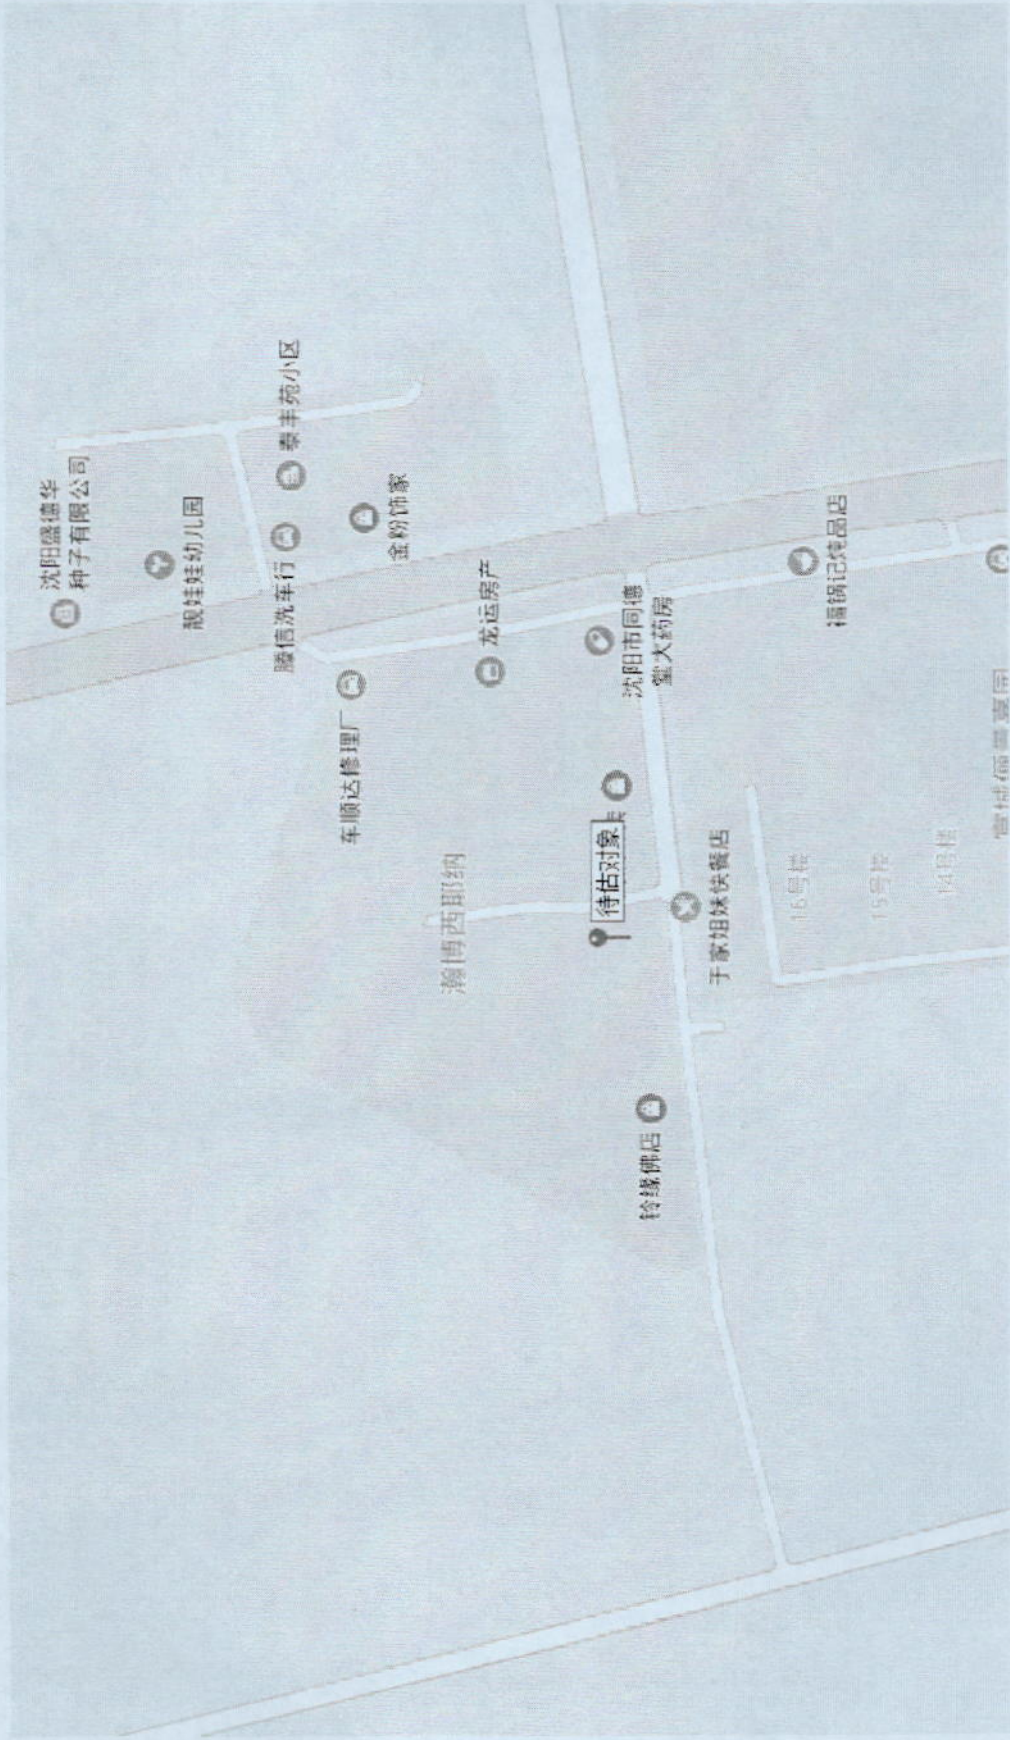 沈阳盛德华
种子有限公司
靓娃娃幼儿园
泰丰苑小区
腾信洗车行
金粉饰家
车顺达修理厂
龙运房产
瀚博西耶纳
待估对象
沈阳市同德
堂大药房
于家姐妹快餐店
铃缘佛店
福锅记炖品店
16号楼
15号楼
14号楼